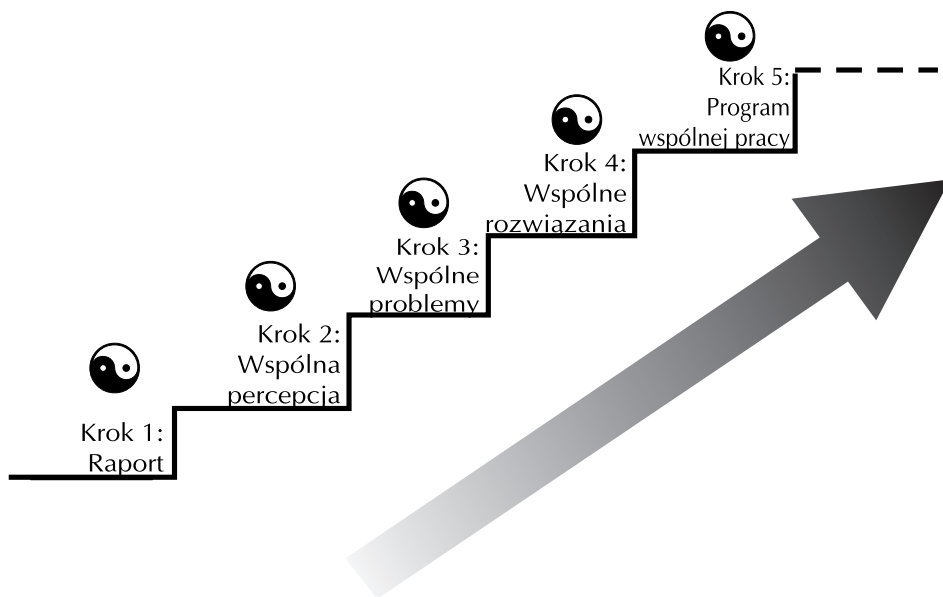 Krok 1:
Raport
Krok 2:
Wspólna
percepcja
Krok 3:
Wspólne
problemy
Krok 4:
Wspólne
rozwiązania
Krok 5:
Program
wspólnej pracy